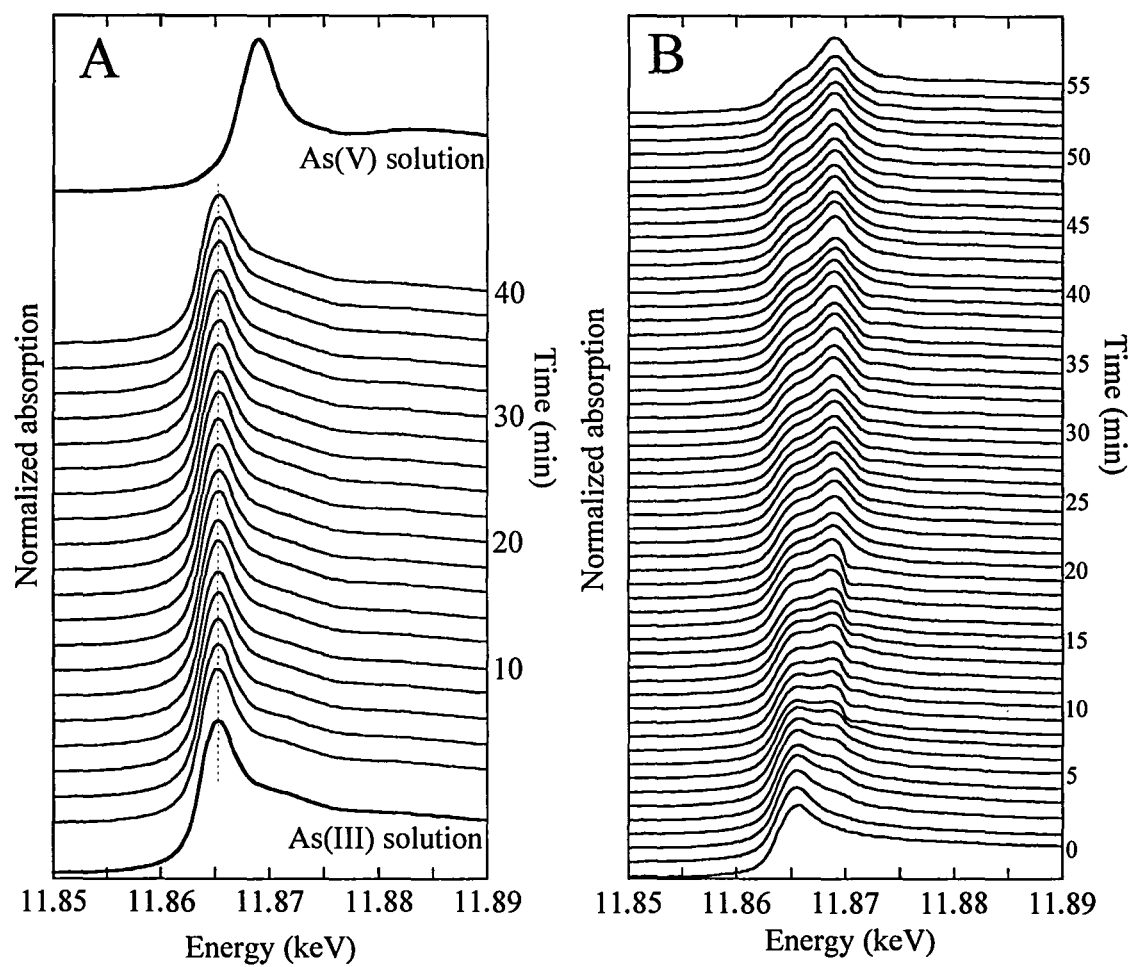 A
As(V) solution
As(III) solution
Normalized absorption
40
30
20
10
Time (min)
11.85 11.86 11.87 11.88 11.89
Energy (keV)
B
Normalized absorption
55
50
45
40
35
30
25
20
15
10
5
0
Time (min)
11.85 11.86 11.87 11.88 11.89
Energy (keV)